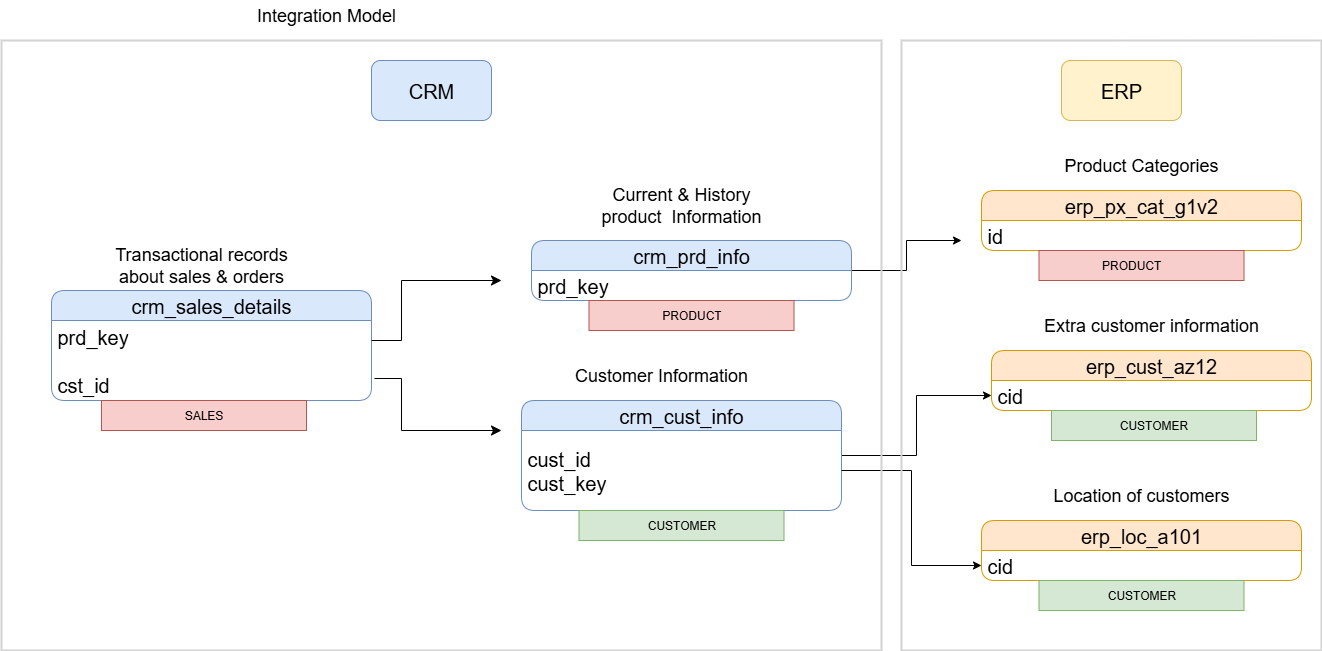 Integration Model
CRM
Transactional records
about sales & orders
crm_sales_details
prd_key
cst_id
SALES
Current & History
product Information
crm_prd_info
prd_key
PRODUCT
Customer Information
crm_cust_info
cust_id
cust_key
CUSTOMER
ERP
Product Categories
erp_px_cat_g1v2
id
PRODUCT
Extra customer information
erp_cust_az12
cid
CUSTOMER
Location of customers
erp_loc_a101
cid
CUSTOMER